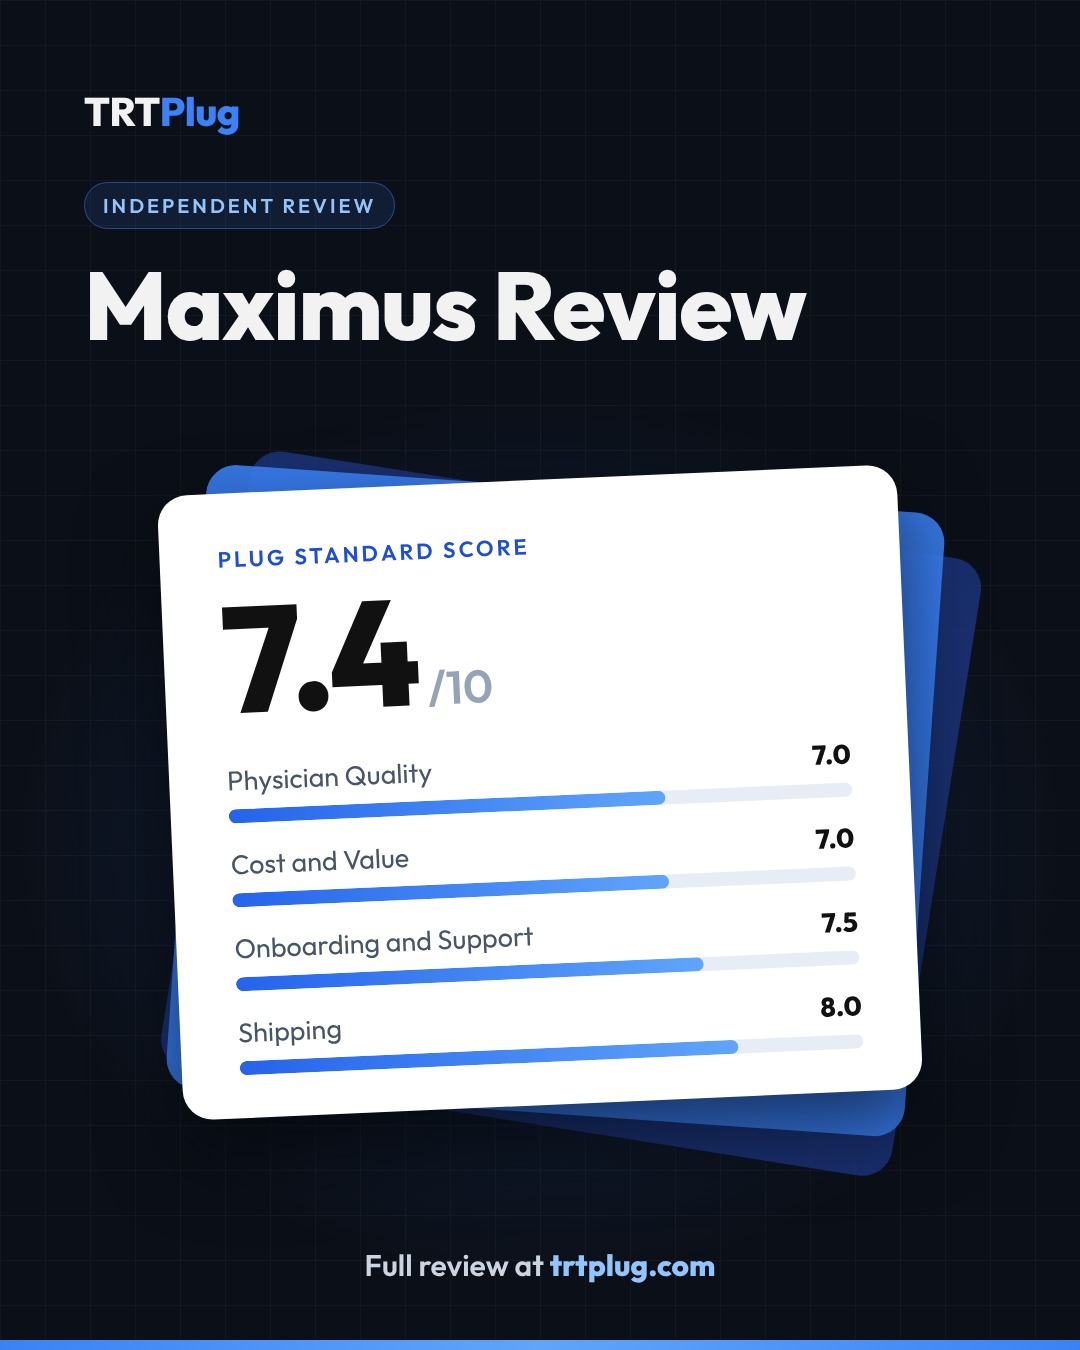 TRTPlug
INDEPENDENT REVIEW
Maximus Review
PLUG STANDARD SCORE
7.4 /10
Physician Quality 7.0
Cost and Value 7.0
Onboarding and Support 7.5
Shipping 8.0
Full review at trtplug.com